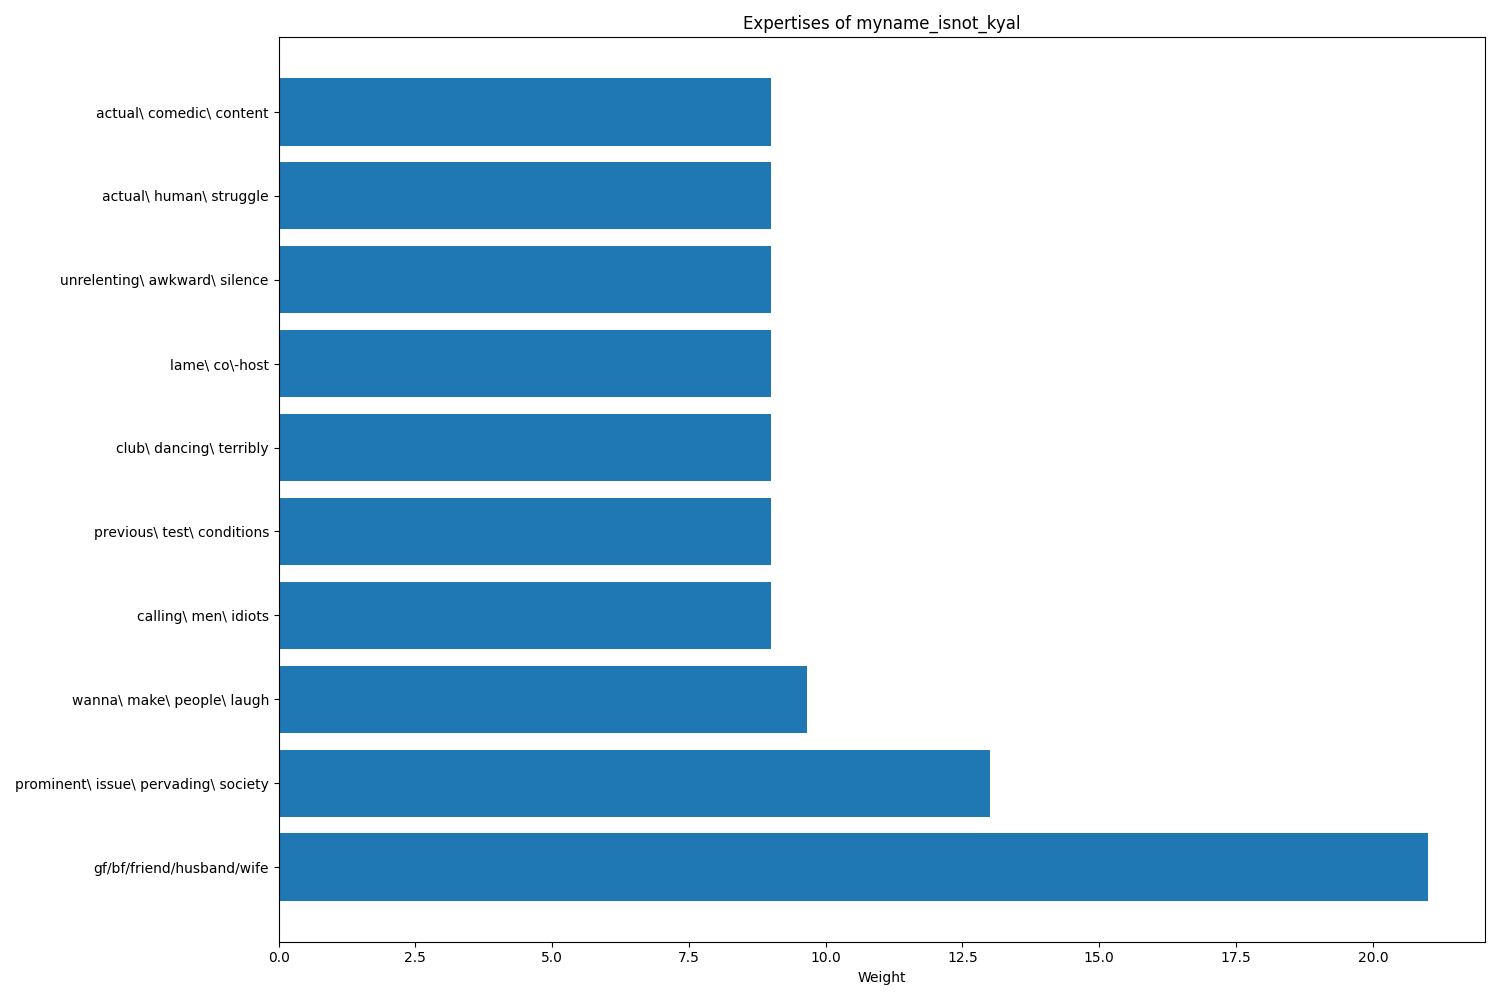 Expertises of myname_isnot_kyal
actual\ comedic\ content
actual\ human\ struggle
unrelenting\ awkward\ silence
lame\ co\-host
club\ dancing\ terribly
previous\ test\ conditions
calling\ men\ idiots
wanna\ make\ people\ laugh
prominent\ issue\ pervading\ society
gf/bf/friend/husband/wife
0.0 2.5 5.0 7.5 10.0 12.5 15.0 17.5 20.0
Weight